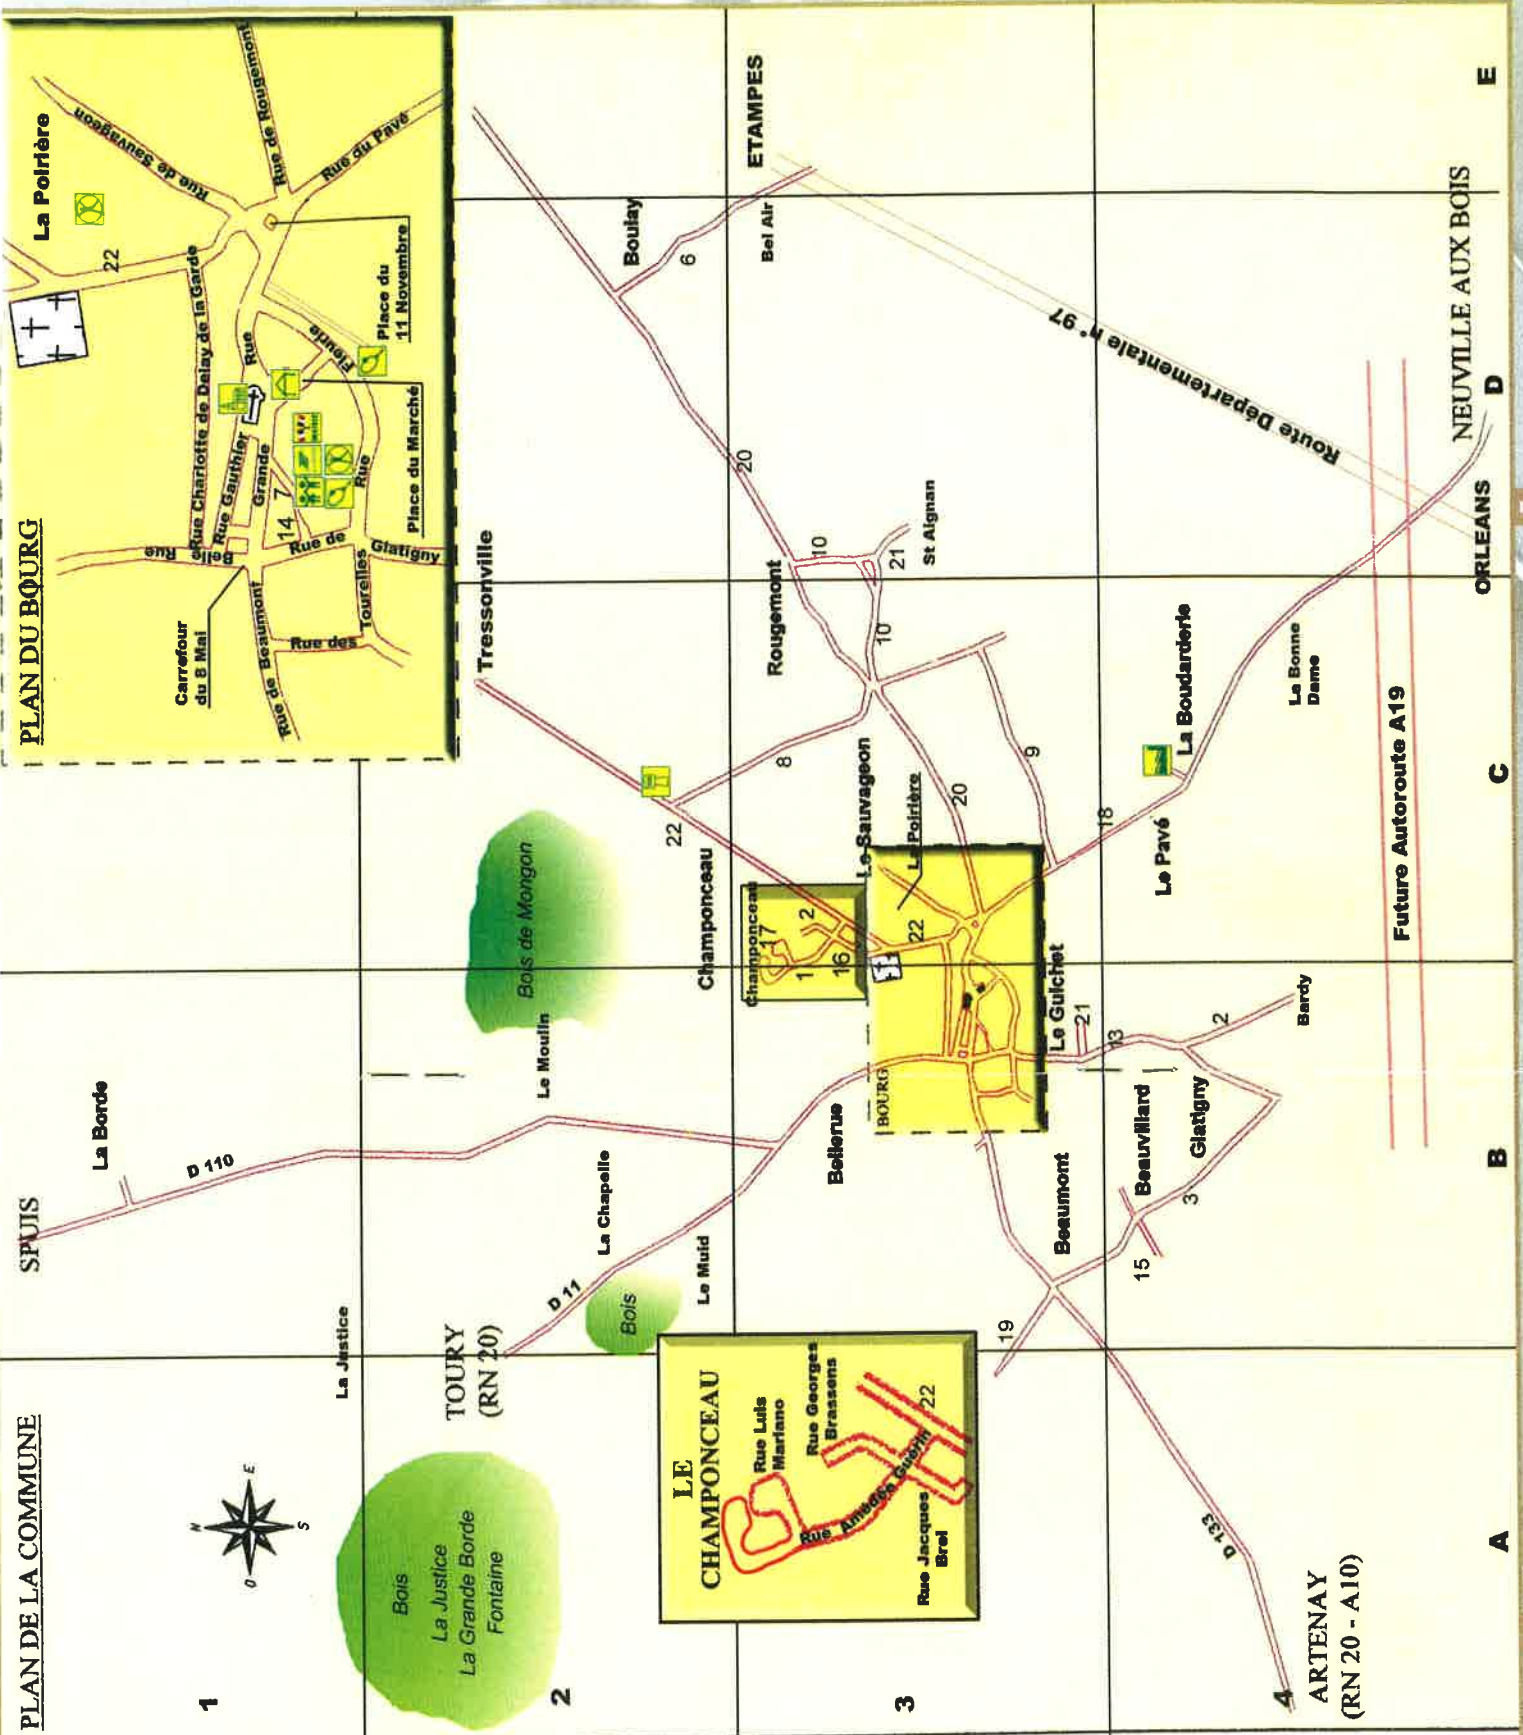 PLAN DE LA COMMUNE
N
O
E
S
1
2
3
4
A
B
C
D
E
SPUIS
La Borde
D 110
La Justice
Bois
La Justice
La Grande Borde
Fontaine
TOURY
(RN 20)
D 11
Bois
La Chapelle
Le Muid
Le Moulin
Bois de Mongon
Champonceau
22
Tressonville
8
Boulay
6
Bel Air
ETAMPES
20
Rougemont
10
21
St Aignan
10
Route Départementale n° 97
LE
CHAMPONCEAU
Rue Luis
Mariano
Rue Georges
Brassens
Rue Amédée Guérin
Rue Jacques
Brel
22
Bellerue
BOURG
Champonceau
17
1
2
16
22
Le Sauvageon
La Poirière
20
9
19
Beaumont
15
Beauvillard
3
Glatigny
Le Guichet
21
13
2
Bardy
18
Le Pavé
La Boudarderie
La Bonne
Dame
Future Autoroute A19
D 133
ARTENAY
(RN 20 - A10)
ORLEANS
NEUVILLE AUX BOIS
PLAN DU BOURG
La Poirière
22
Rue de Sauvageon
Rue de Rougemont
Rue du Pavé
Place du
11 Novembre
Rue Charlotte de Delay de la Garde
Rue Gauthier
Grande
Rue
Rue
Fleurie
7
14
Place du Marché
Belle Rue
Rue de
Glatigny
Carrefour
du 8 Mai
Rue de Beaumont
Rue des
Tourelles